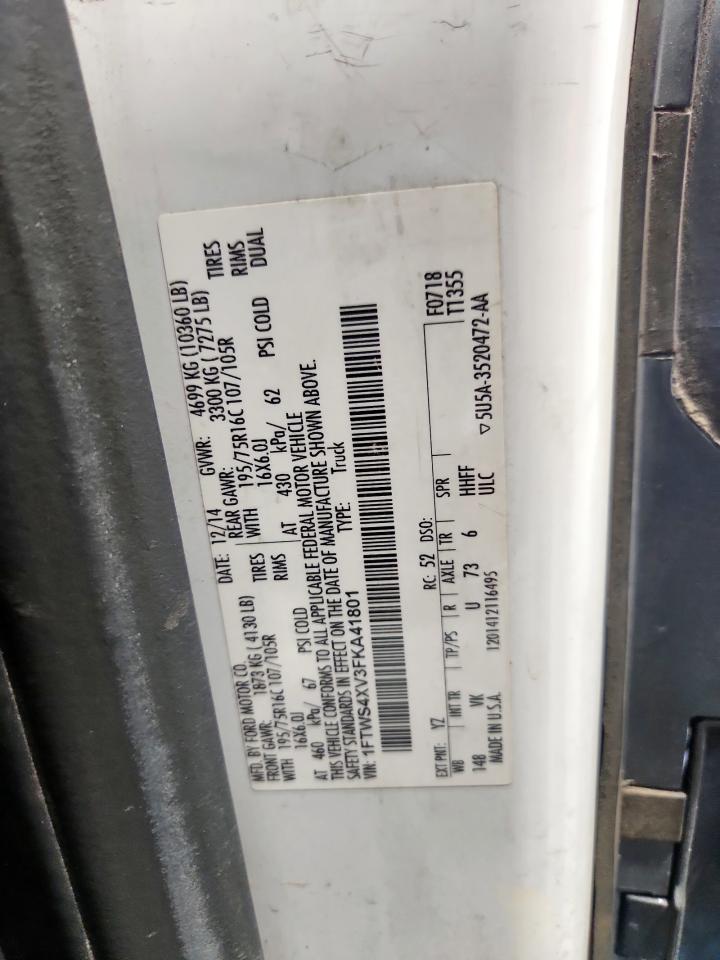 MFD. BY FORD MOTOR CO. DATE: 12/14 GVWR: 4699 KG (10360 LB)
FRONT GAWR: 1873 KG ( 4130 LB) REAR GAWR: 3300 KG ( 7275 LB)
WITH 195/75R16C 107/105R TIRES WITH 195/75R16C 107/105R TIRES
16X6.0J RIMS 16X6.0J RIMS
AT 460 kPa/ 67 PSI COLD AT 430 kPa/ 62 PSI COLD DUAL
THIS VEHICLE CONFORMS TO ALL APPLICABLE FEDERAL MOTOR VEHICLE
SAFETY STANDARDS IN EFFECT ON THE DATE OF MANUFACTURE SHOWN ABOVE.
VIN: 1FTWS4XV3FKA41801 TYPE: Truck
F0718
T1355
EXT PNT: YZ RC: 52 DSO:
WB INT TR TP/PS R AXLE TR SPR
148 VK U 73 6 HHFF
MADE IN U.S.A. 1201412116495 ULC
▽ 5U5A-3520472-AA